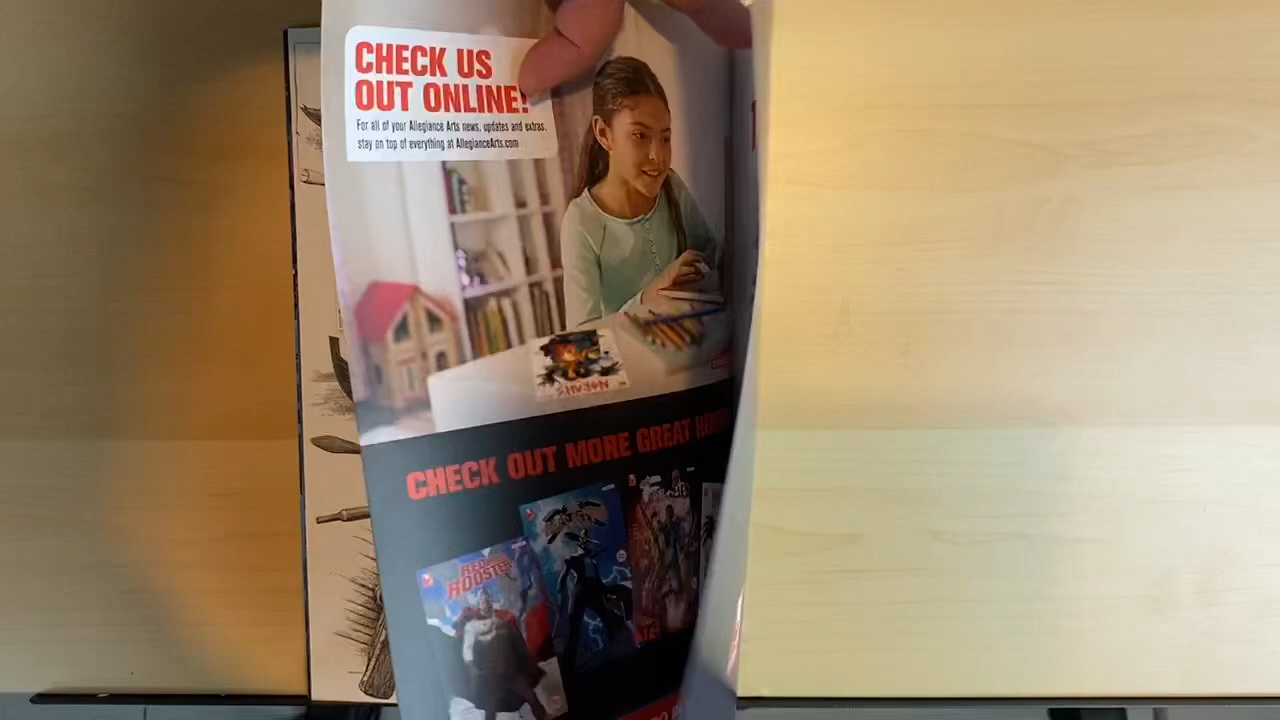 CHECK US
OUT ONLINE!
For all of your Allegiance Arts news, updates and extras,
stay on top of everything at AllegianceArts.com
CHECK OUT MORE GREAT
RED
ROOSTER